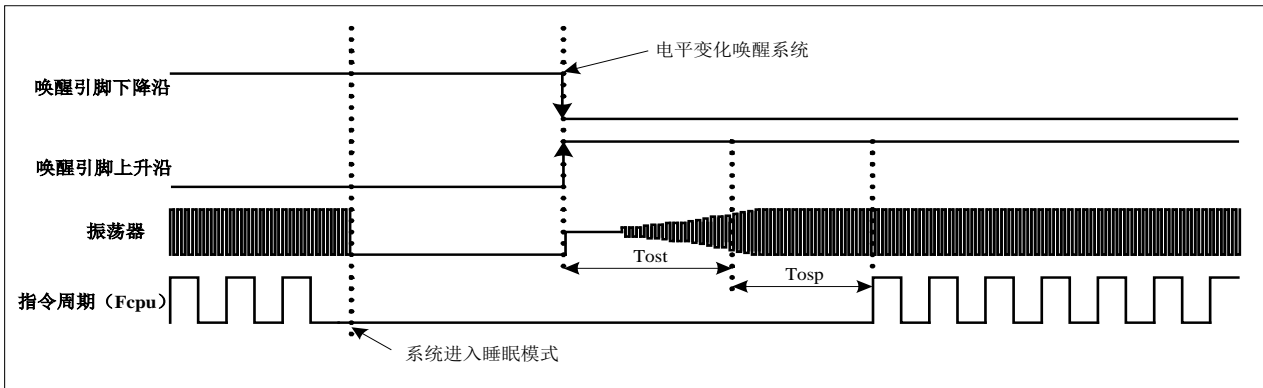 电平变化唤醒系统
唤醒引脚下降沿
唤醒引脚上升沿
振荡器
Tost
Tosp
指令周期（Fcpu）
系统进入睡眠模式